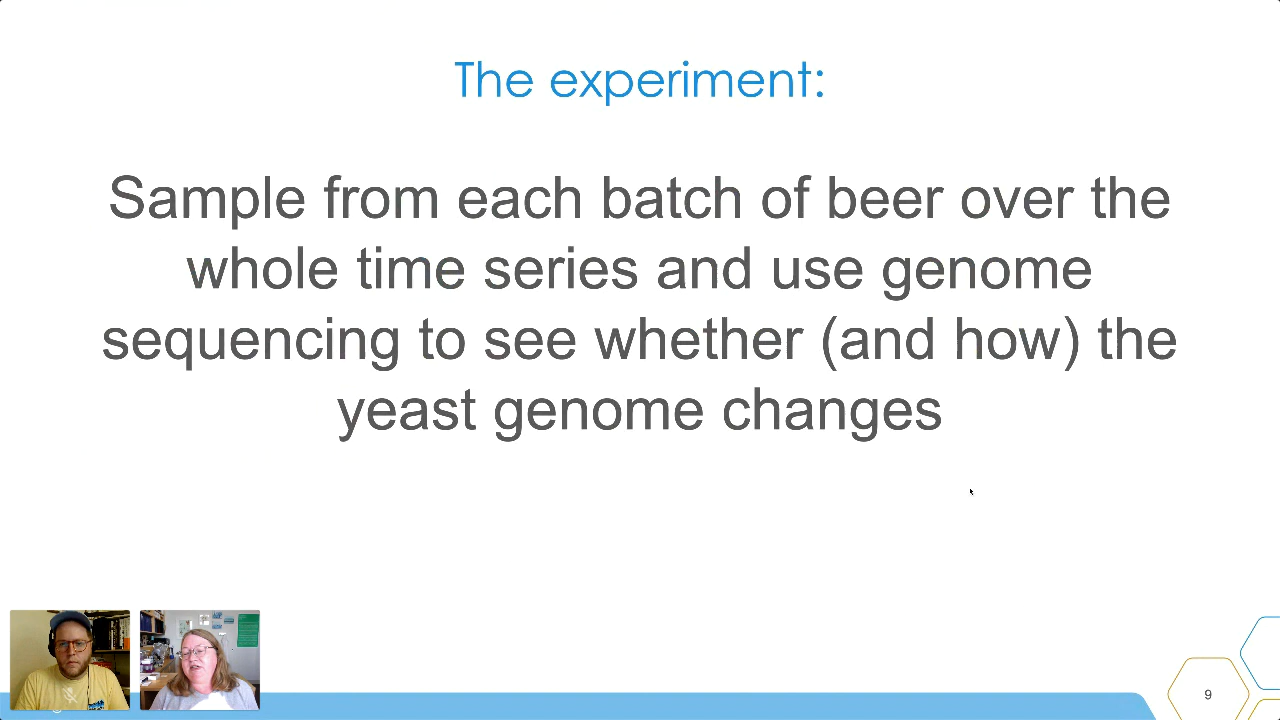 The experiment:
Sample from each batch of beer over the
whole time series and use genome
sequencing to see whether (and how) the
yeast genome changes
9